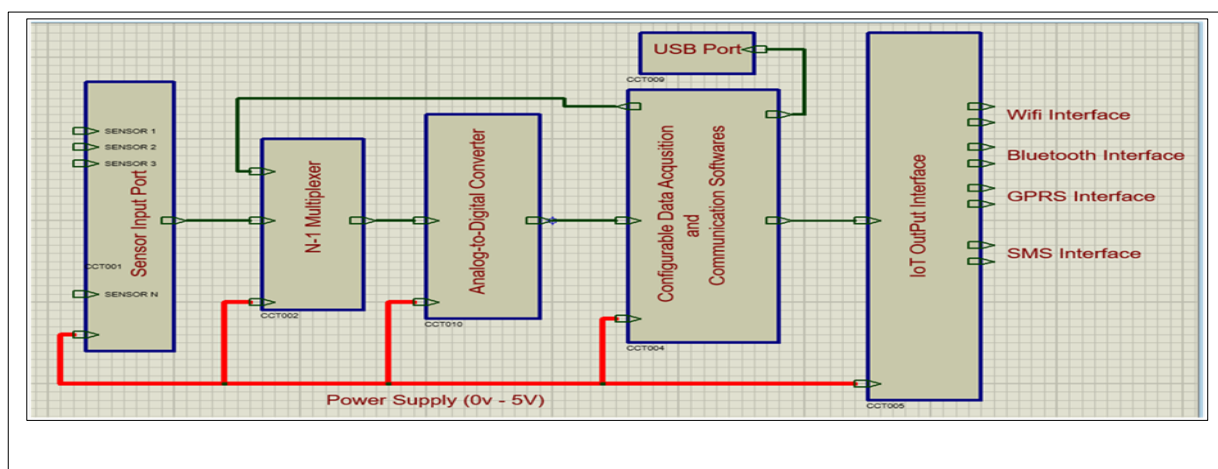 USB Port
CCT009
SENSOR 1
SENSOR 2
SENSOR 3
Sensor Input Port
CCT001
SENSOR N
N-1 Multiplexer
CCT002
Analog-to-Digital Converter
CCT010
Configurable Data Acqusition
and
Communication Softwares
CCT004
IoT OutPut Interface
CCT005
Wifi Interface
Bluetooth Interface
GPRS Interface
SMS Interface
Power Supply (0v - 5V)